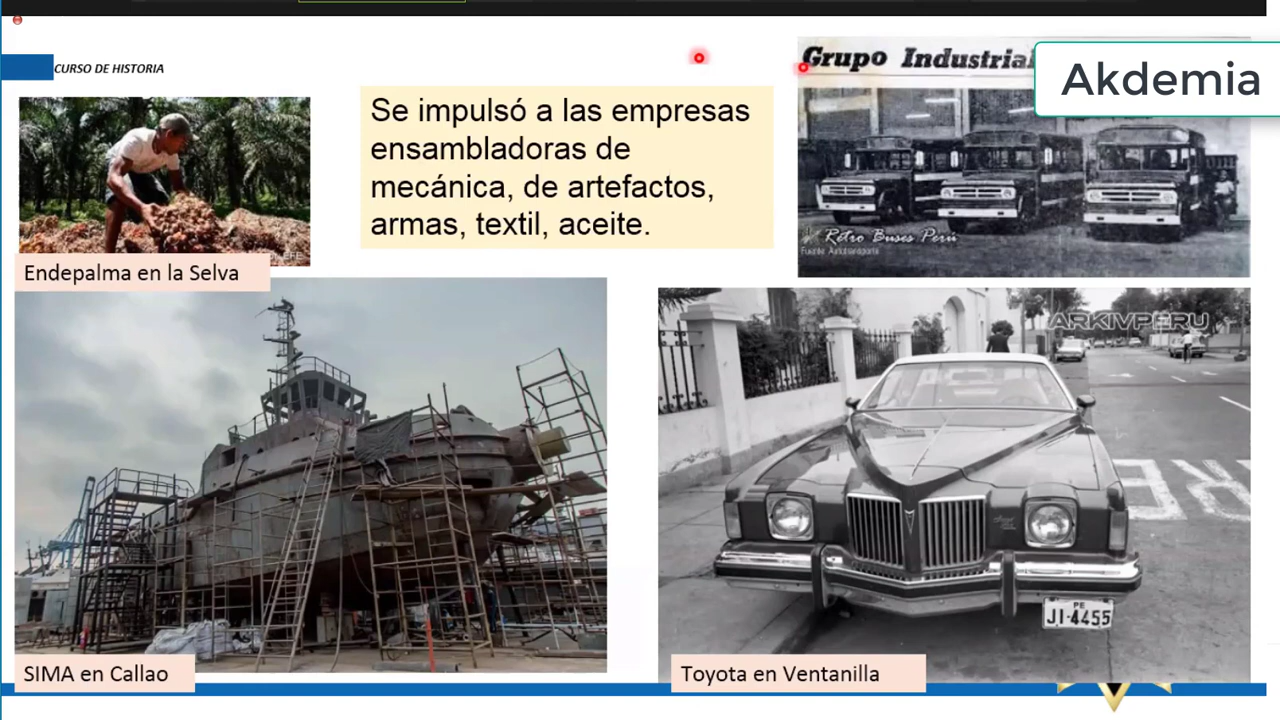 CURSO DE HISTORIA
Se impulsó a las empresas
ensambladoras de
mecánica, de artefactos,
armas, textil, aceite.
Grupo Industrial
Akdemia
Retro Buses Perú
Endepalma en la Selva
ARKIVPERU
PE
JI-4455
SIMA en Callao
Toyota en Ventanilla